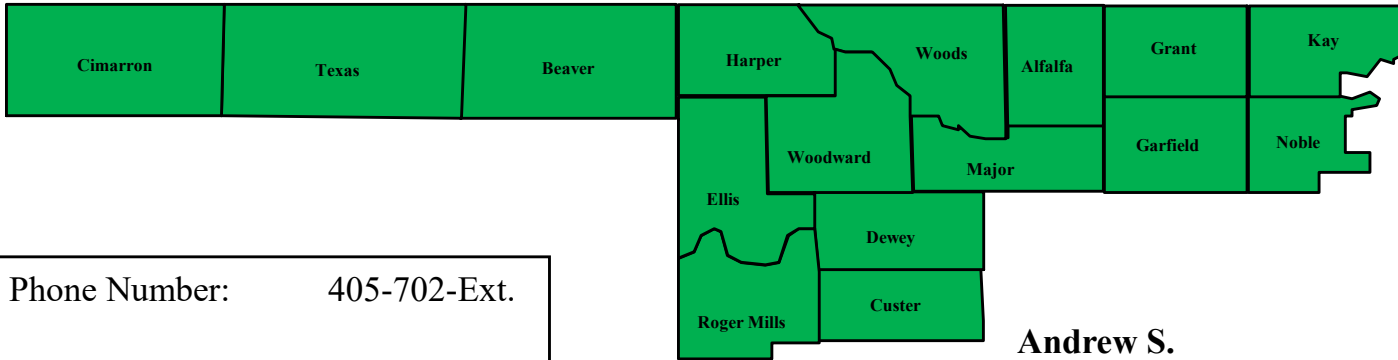 Cimarron
Texas
Beaver
Harper
Woods
Alfalfa
Grant
Kay
Woodward
Major
Garfield
Noble
Ellis
Dewey
Roger Mills
Custer
Phone Number: 405-702-Ext.
Andrew S.